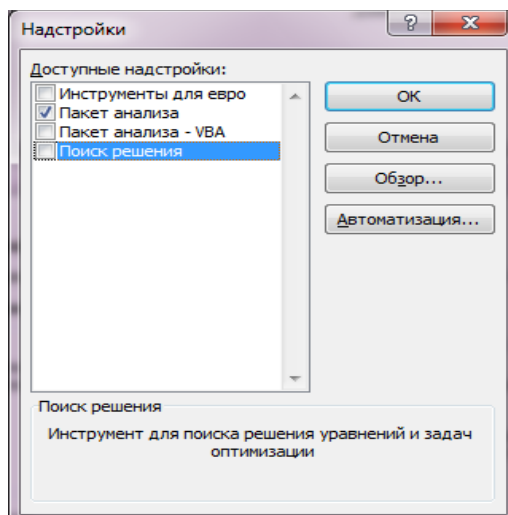 Надстройки
Доступные надстройки:
Инструменты для евро
Пакет анализа
Пакет анализа - VBA
Поиск решения
ОК
Отмена
Обзор...
Автоматизация...
Поиск решения
Инструмент для поиска решения уравнений и задач
оптимизации